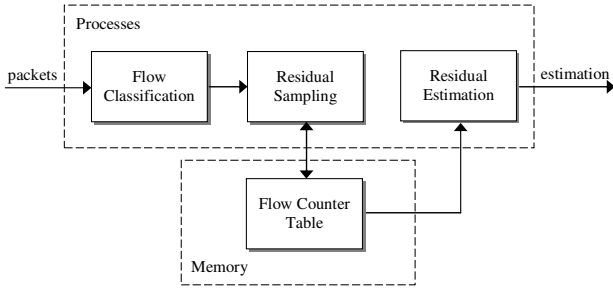 Processes
packets
Flow
Classification
Residual
Sampling
Residual
Estimation
estimation
Flow Counter
Table
Memory